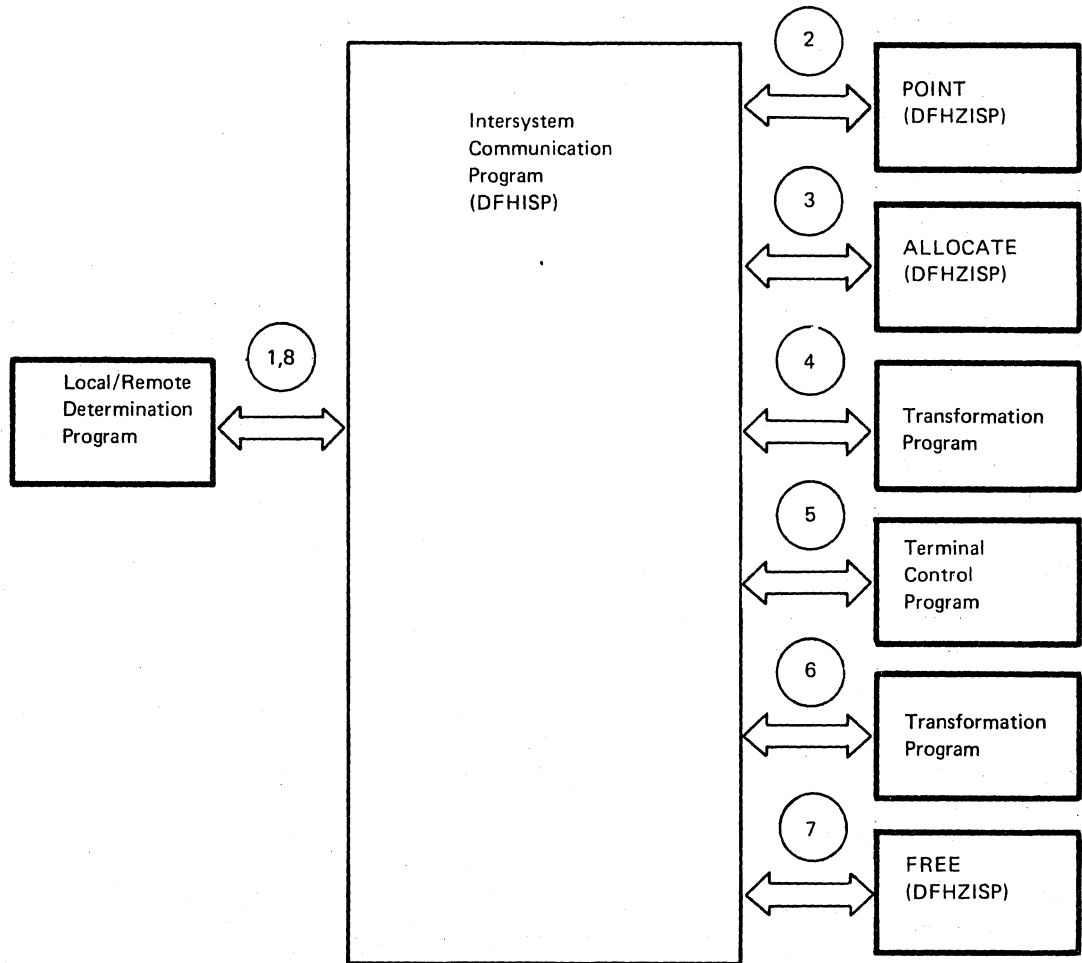 2
POINT
(DFHZISP)
Intersystem
Communication
Program
(DFHISP)
3
ALLOCATE
(DFHZISP)
1,8
Local/Remote
Determination
Program
4
Transformation
Program
5
Terminal
Control
Program
6
Transformation
Program
7
FREE
(DFHZISP)